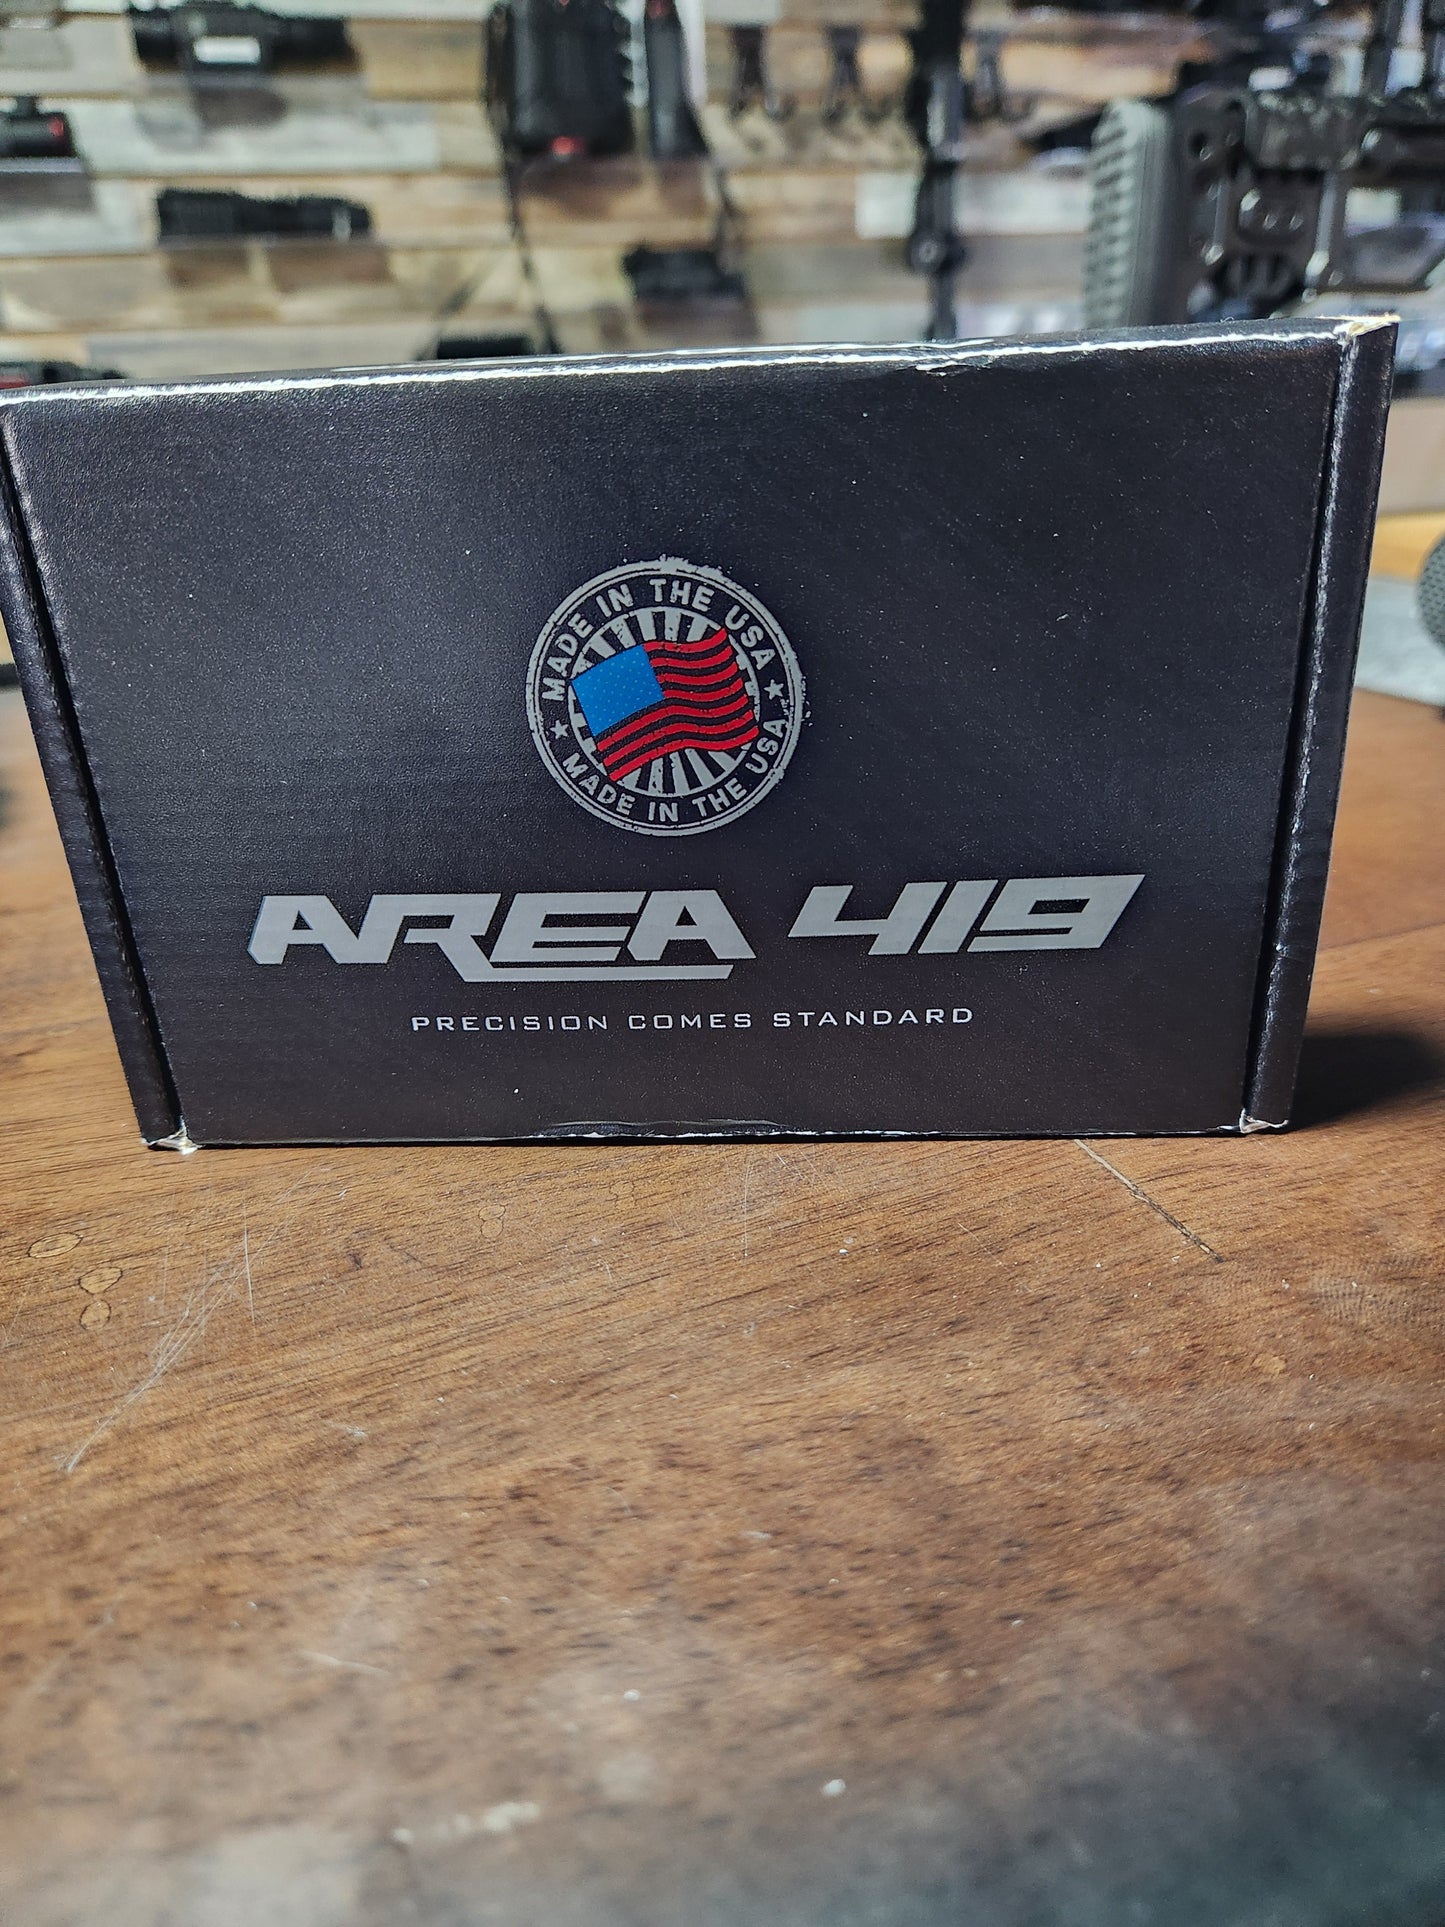 MADE IN THE USA
MADE IN THE USA
AREA 419
PRECISION COMES STANDARD